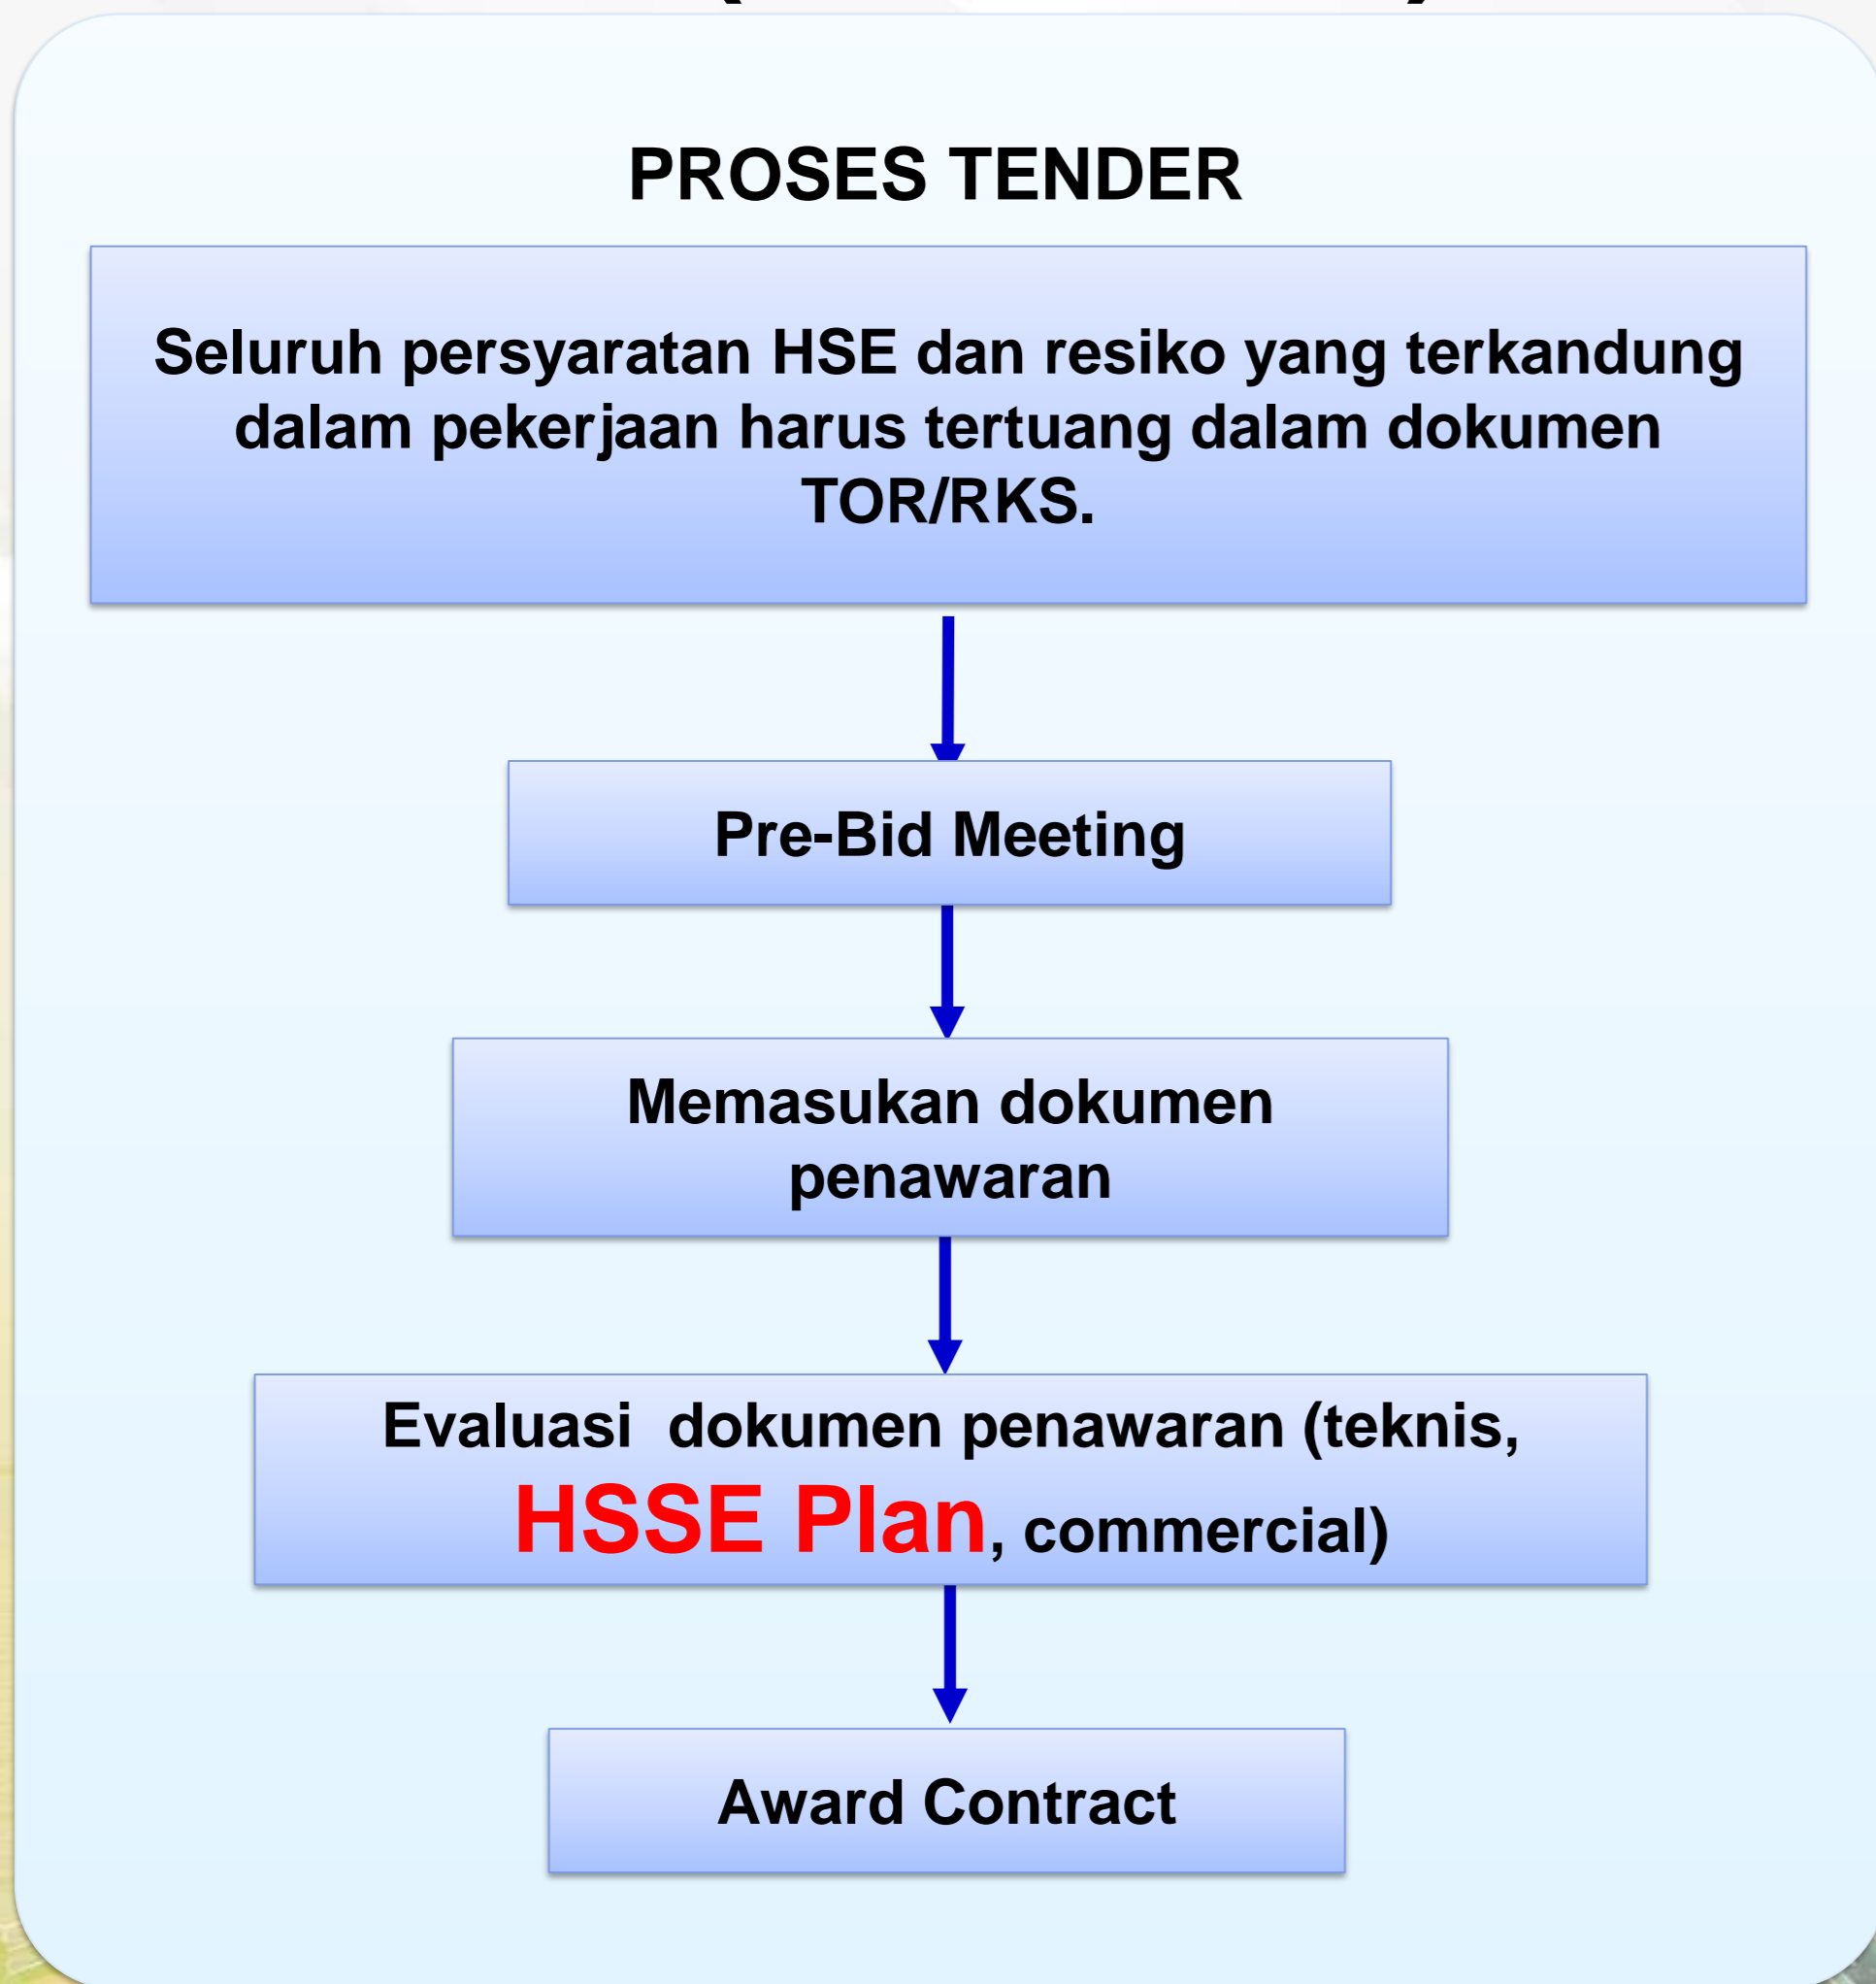 PROSES TENDER
Seluruh persyaratan HSE dan resiko yang terkandung
dalam pekerjaan harus tertuang dalam dokumen
TOR/RKS.
Pre-Bid Meeting
Memasukan dokumen
penawaran
Evaluasi  dokumen penawaran (teknis,
HSSE Plan, commercial)
Award Contract